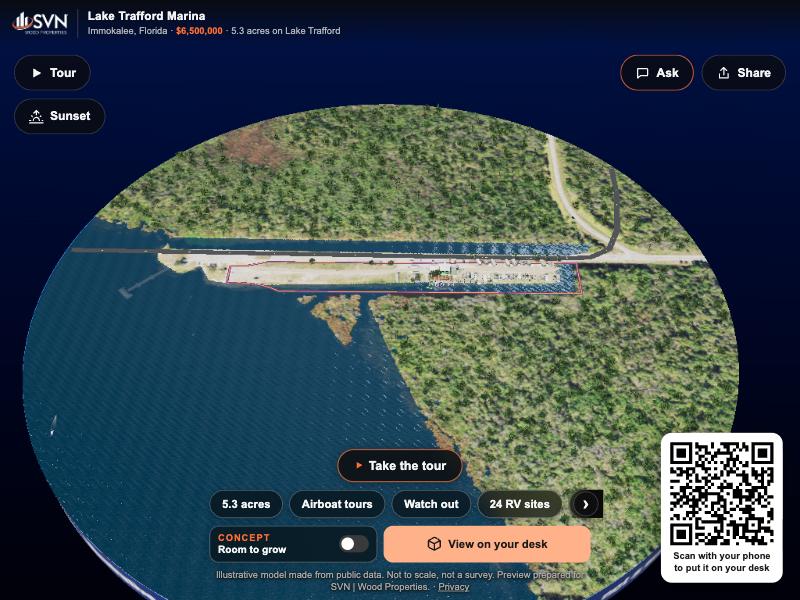 SVN
WOOD PROPERTIES
Lake Trafford Marina
Immokalee, Florida · $6,500,000 · 5.3 acres on Lake Trafford
Tour
Ask
Share
Sunset
Take the tour
5.3 acres
Airboat tours
Watch out
24 RV sites
CONCEPT
Room to grow
View on your desk
Illustrative model made from public data. Not to scale, not a survey. Preview prepared for
SVN | Wood Properties. · Privacy
Scan with your phone
to put it on your desk